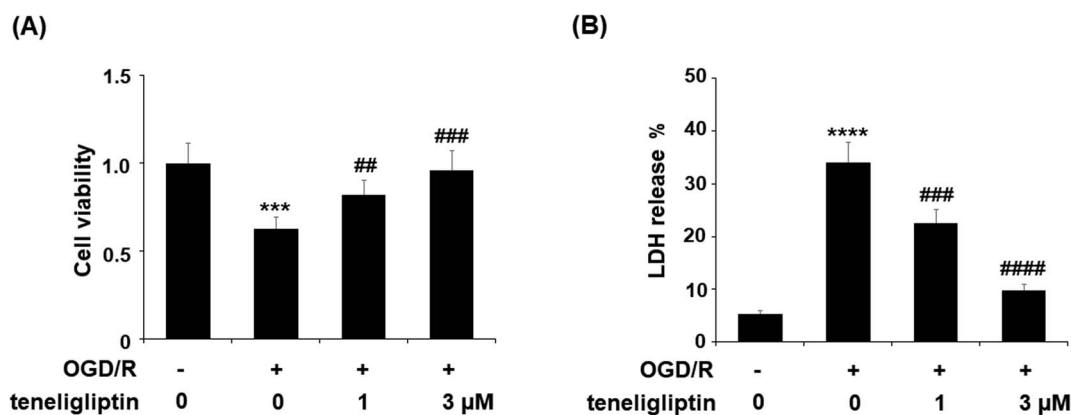 (A)
Cell viability
1.5
1.0
0.5
0
***
##
###
OGD/R - + + +
teneligliptin 0 0 1 3 µM
(B)
LDH release %
50
40
30
20
10
0
****
###
####
OGD/R - + + +
teneligliptin 0 0 1 3 µM